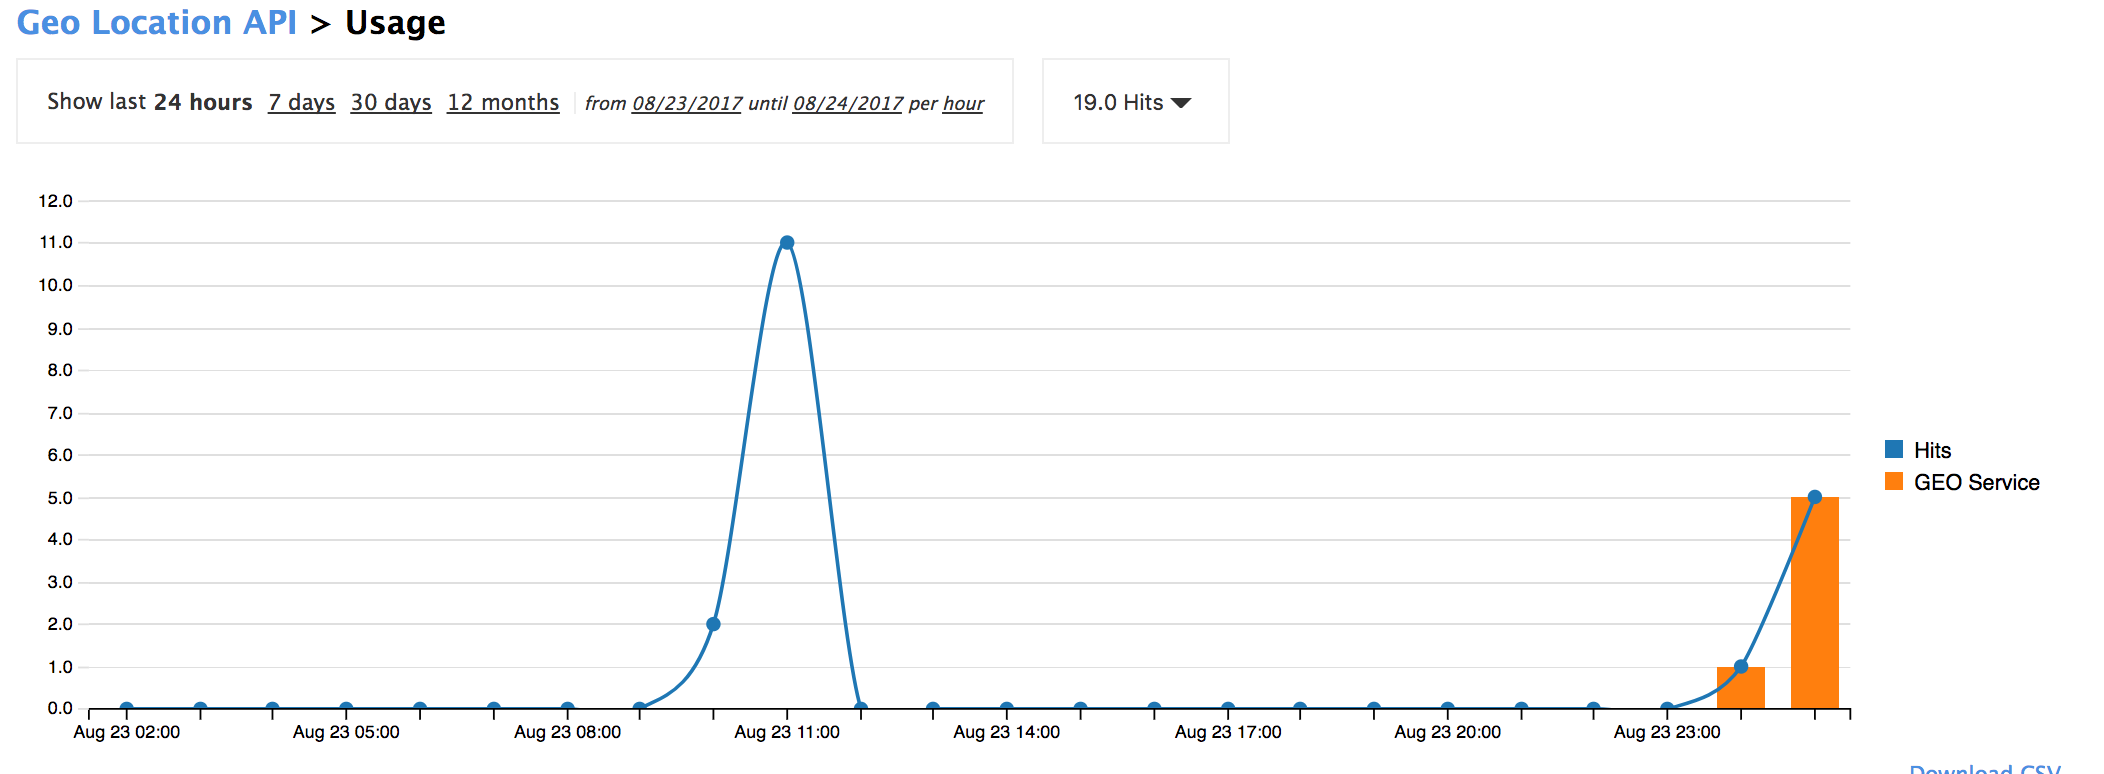 Geo Location API > Usage
Show last 24 hours 7 days 30 days 12 months from 08/23/2017 until 08/24/2017 per hour
19.0 Hits
12.0
11.0
10.0
9.0
8.0
7.0
6.0
5.0
4.0
3.0
2.0
1.0
0.0
Aug 23 02:00 Aug 23 05:00 Aug 23 08:00 Aug 23 11:00 Aug 23 14:00 Aug 23 17:00 Aug 23 20:00 Aug 23 23:00
Hits
GEO Service
Download CSV